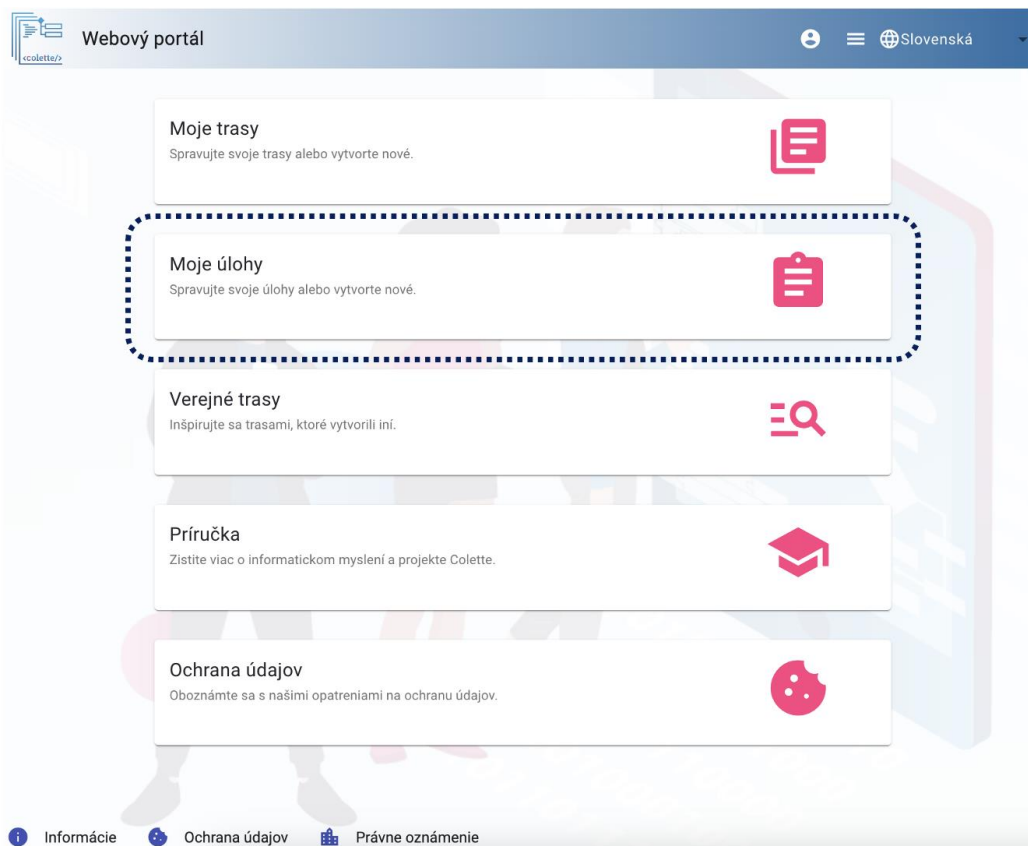 <colette/>
Webový portál
Slovenská
Moje trasy
Spravujte svoje trasy alebo vytvorte nové.
Moje úlohy
Spravujte svoje úlohy alebo vytvorte nové.
Verejné trasy
Inšpirujte sa trasami, ktoré vytvorili iní.
Príručka
Zistite viac o informatickom myslení a projekte Colette.
Ochrana údajov
Oboznámte sa s našimi opatreniami na ochranu údajov.
Informácie
Ochrana údajov
Právne oznámenie